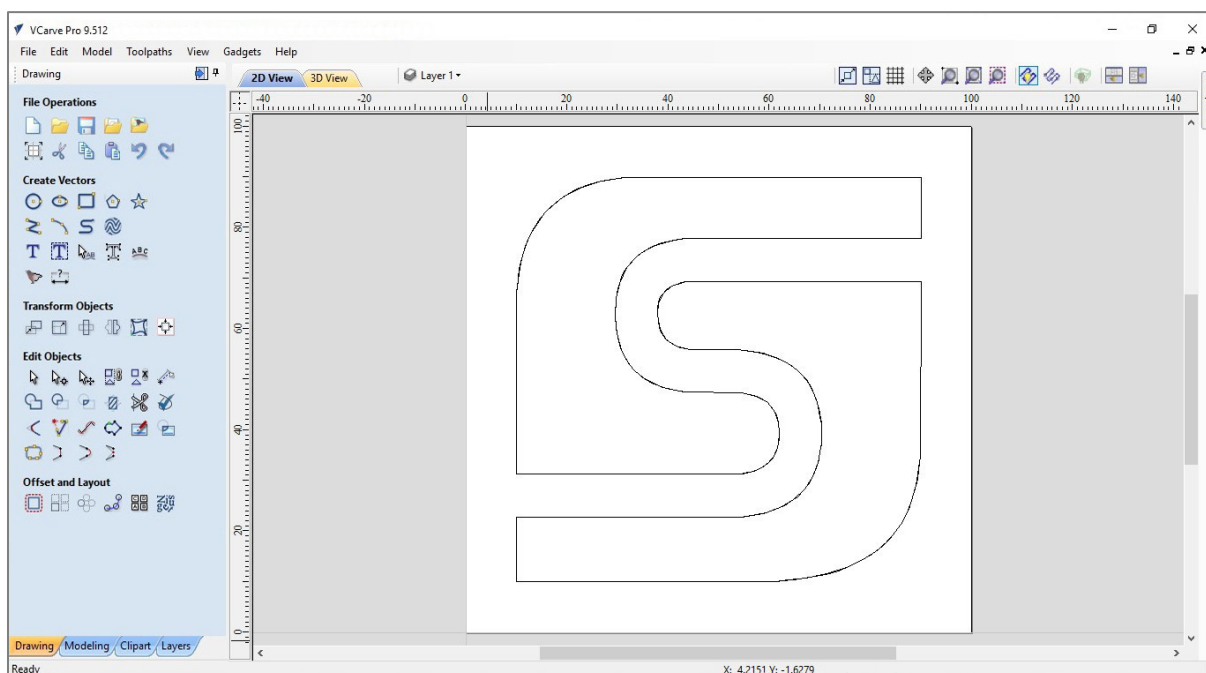 VCarve Pro 9.512
File Edit Model Toolpaths View Gadgets Help
Drawing
2D View 3D View Layer 1
File Operations
Create Vectors
Transform Objects
Edit Objects
Offset and Layout
-40 -20 0 20 40 60 80 100 120 140
100
80
60
40
20
0
Drawing Modeling Clipart Layers
Ready
X: 4.2151 Y: -1.6279